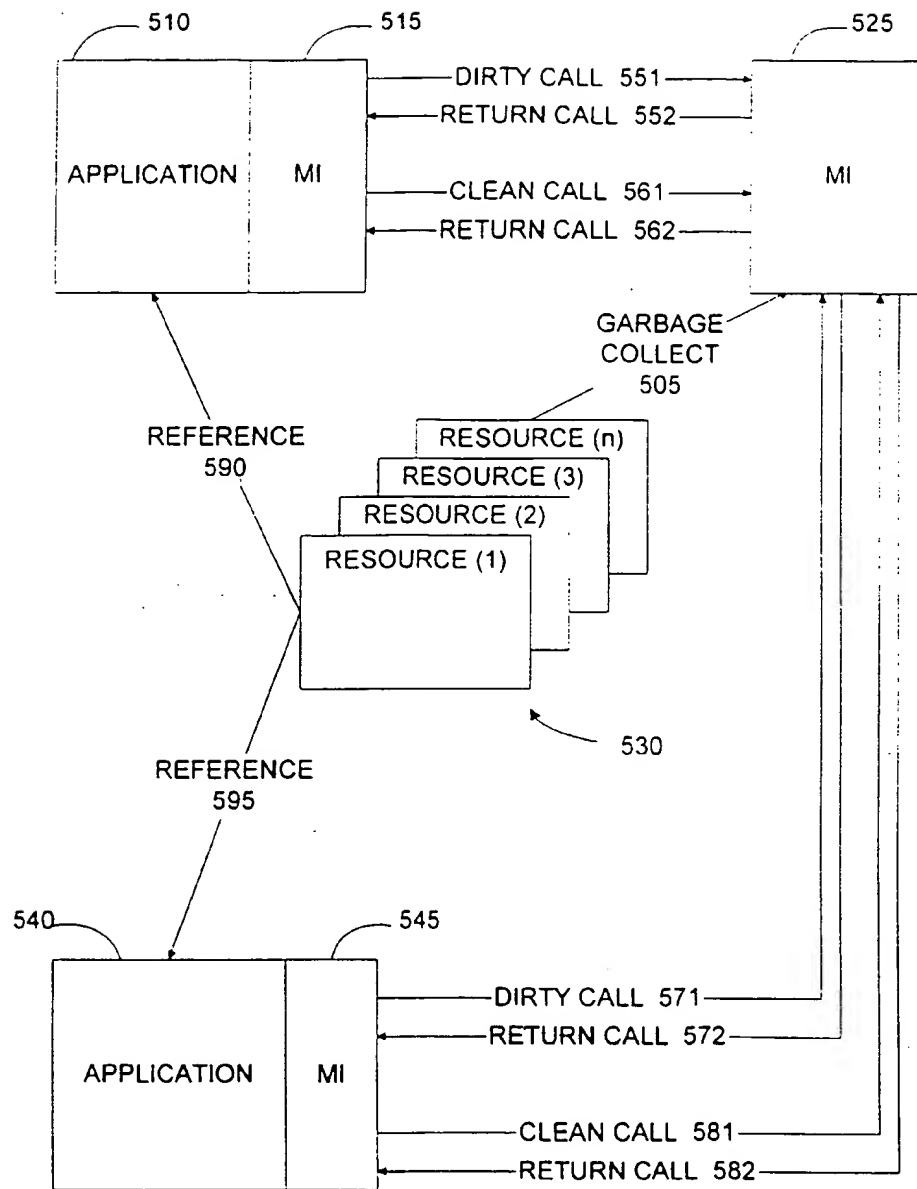 510
515
525
DIRTY CALL 551
RETURN CALL 552
APPLICATION
MI
MI
CLEAN CALL 561
RETURN CALL 562
GARBAGE
COLLECT
505
REFERENCE
590
RESOURCE (n)
RESOURCE (3)
RESOURCE (2)
RESOURCE (1)
530
REFERENCE
595
540
545
DIRTY CALL 571
RETURN CALL 572
APPLICATION
MI
CLEAN CALL 581
RETURN CALL 582